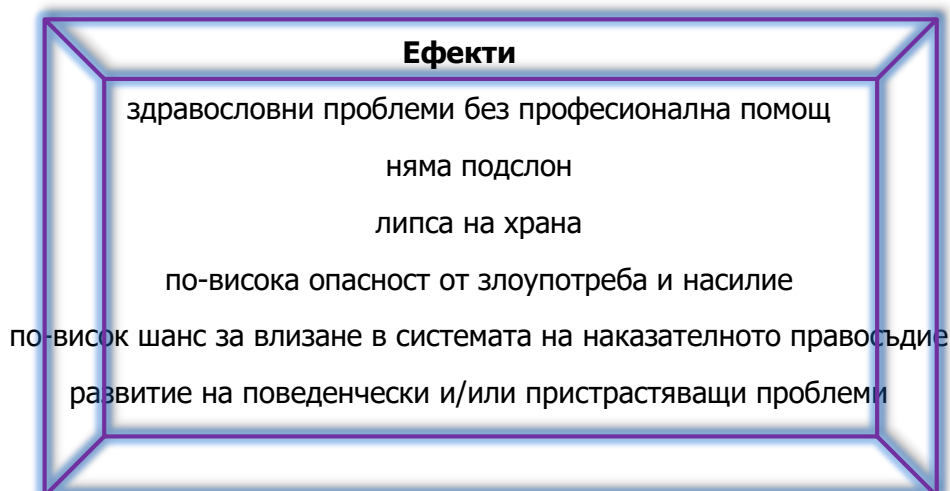 Ефекти
здравословни проблеми без професионална помощ
няма подслон
липса на храна
по-висока опасност от злоупотреба и насилие
по-висок шанс за влизане в системата на наказателното правосъдие
развитие на поведенчески и/или пристрастяващи проблеми